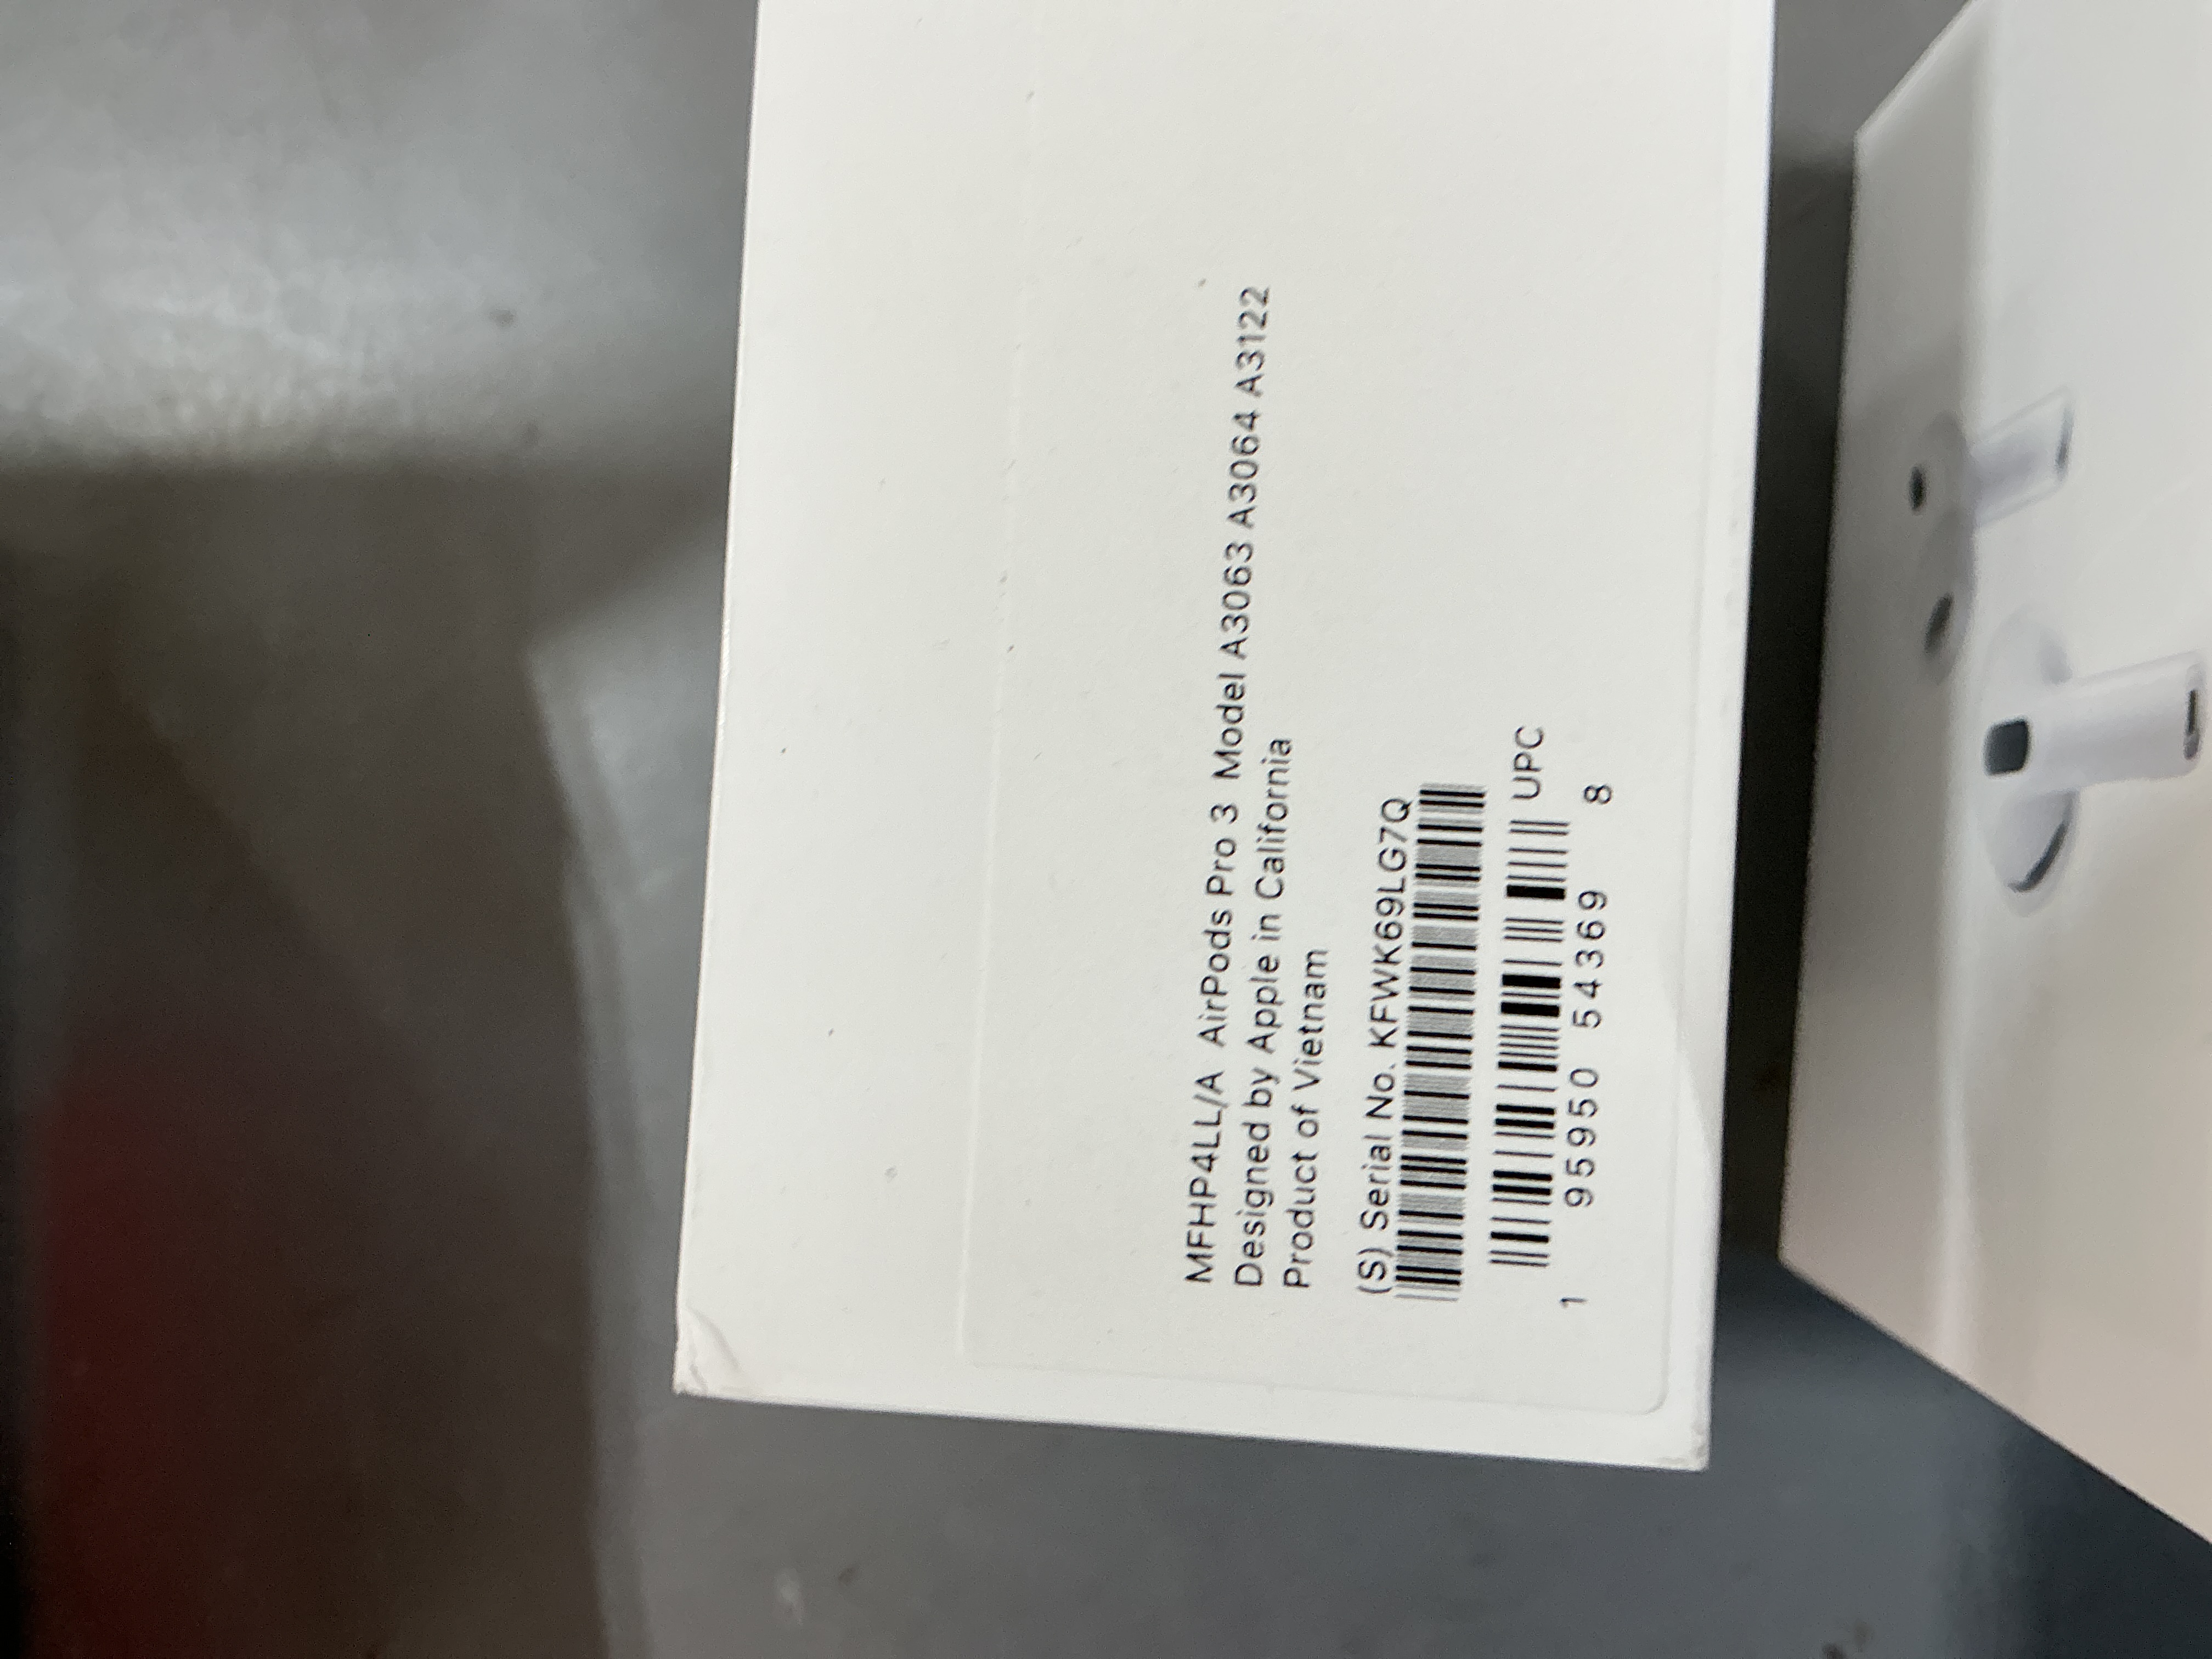 MFHP4LL/A AirPods Pro 3 Model A3063 A3064 A3122
Designed by Apple in California
Product of Vietnam
(S) Serial No. KFWK69LG7Q
UPC
1 95950 54369 8